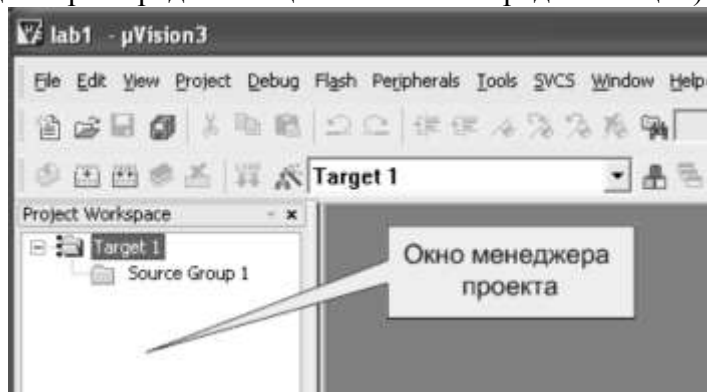 lab1 - µVision3
File Edit View Project Debug Flash Peripherals Tools SVCS Window Help
Target 1
Project Workspace
Target 1
Source Group 1
Окно менеджера
проекта